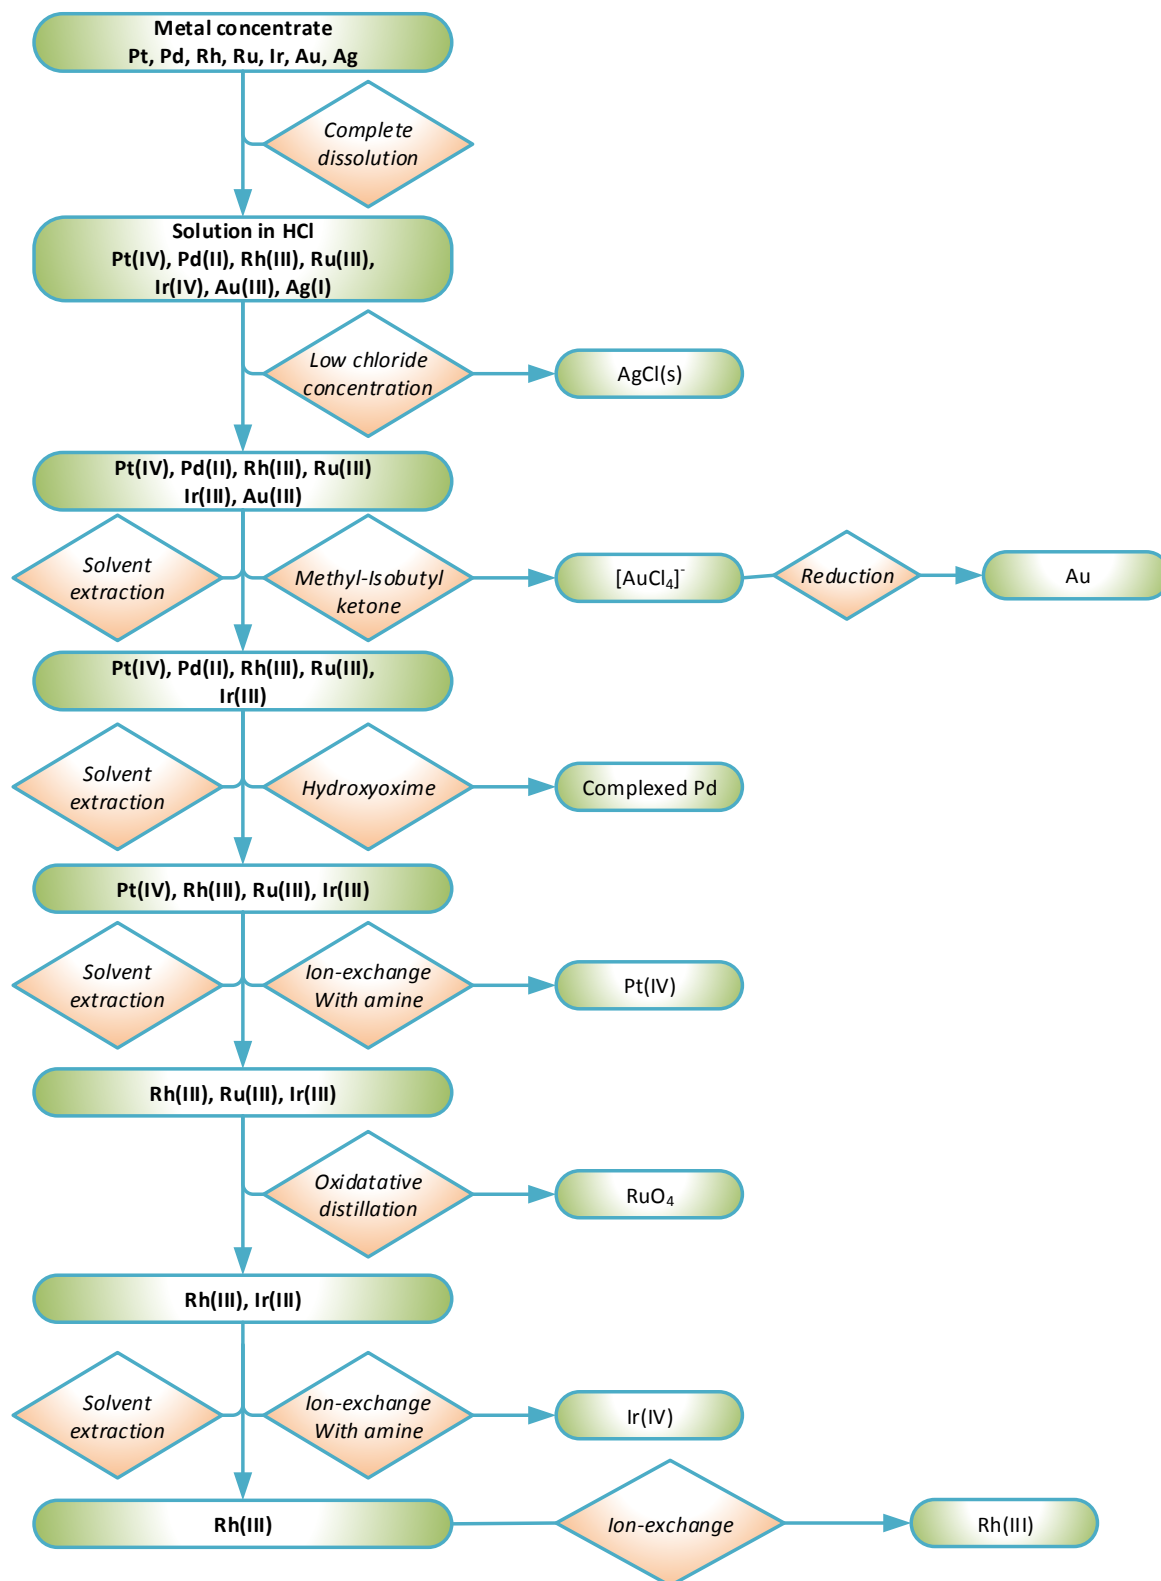 Metal concentrate
Pt, Pd, Rh, Ru, Ir, Au, Ag
Complete
dissolution
Solution in HCl
Pt(IV), Pd(II), Rh(III), Ru(III),
Ir(IV), Au(III), Ag(I)
Low chloride
concentration
AgCl(s)
Pt(IV), Pd(II), Rh(III), Ru(III)
Ir(III), Au(III)
Solvent
extraction
Methyl-Isobutyl
ketone
[AuCl₄]⁻
Reduction
Au
Pt(IV), Pd(II), Rh(III), Ru(III),
Ir(III)
Solvent
extraction
Hydroxyoxime
Complexed Pd
Pt(IV), Rh(III), Ru(III), Ir(III)
Solvent
extraction
Ion-exchange
With amine
Pt(IV)
Rh(III), Ru(III), Ir(III)
Oxidatative
distillation
RuO₄
Rh(III), Ir(III)
Solvent
extraction
Ion-exchange
With amine
Ir(IV)
Rh(III)
Ion-exchange
Rh(III)